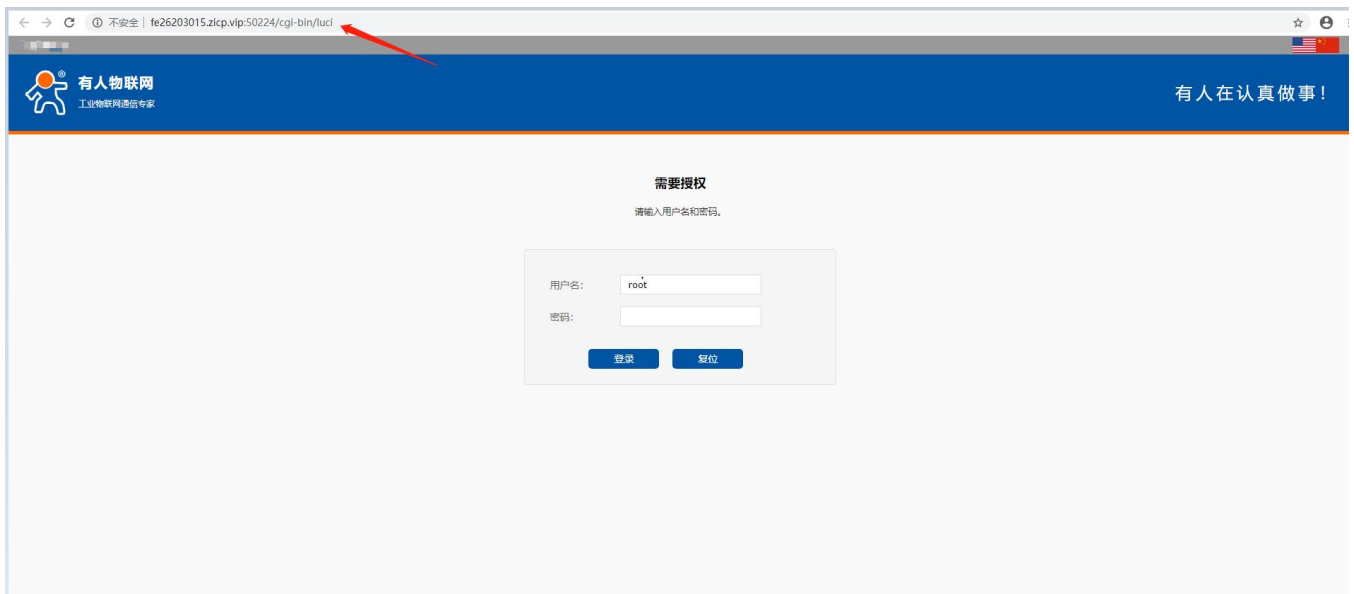 不安全 | fe26203015.zicp.vip:50224/cgi-bin/luci
有人物联网
工业物联网通信专家
有人在认真做事！
需要授权
请输入用户名和密码。
用户名： root
密码：
登录 复位